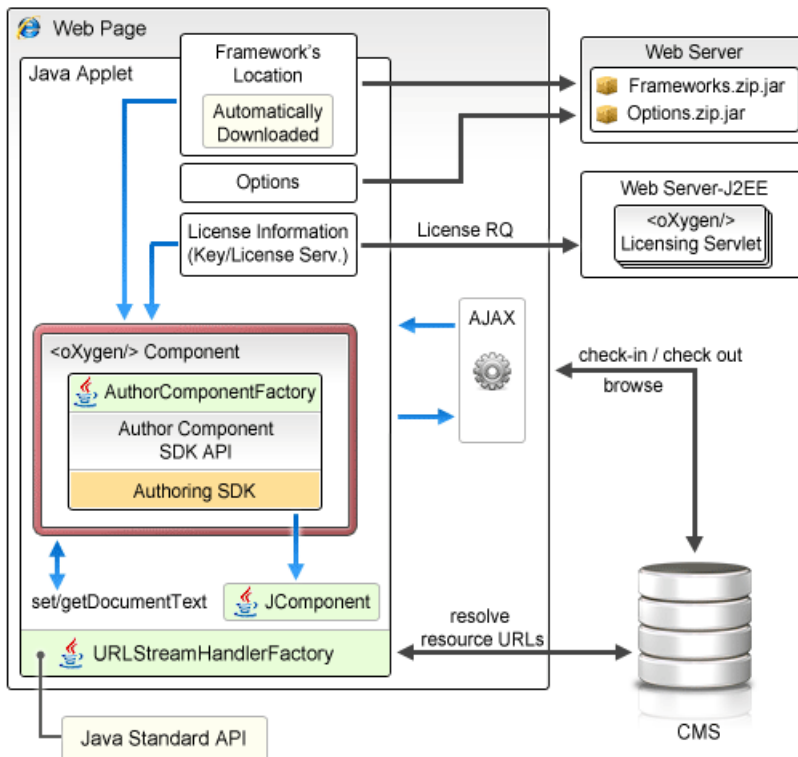 Web Page
Java Applet
Framework's
Location
Automatically
Downloaded
Options
License Information
(Key/License Serv.)
Web Server
Frameworks.zip.jar
Options.zip.jar
Web Server-J2EE
<oXygen/>
Licensing Servlet
License RQ
<oXygen/> Component
AuthorComponentFactory
Author Component
SDK API
Authoring SDK
AJAX
check-in / check out
browse
set/getDocumentText
JComponent
URLStreamHandlerFactory
resolve
resource URLs
CMS
Java Standard API